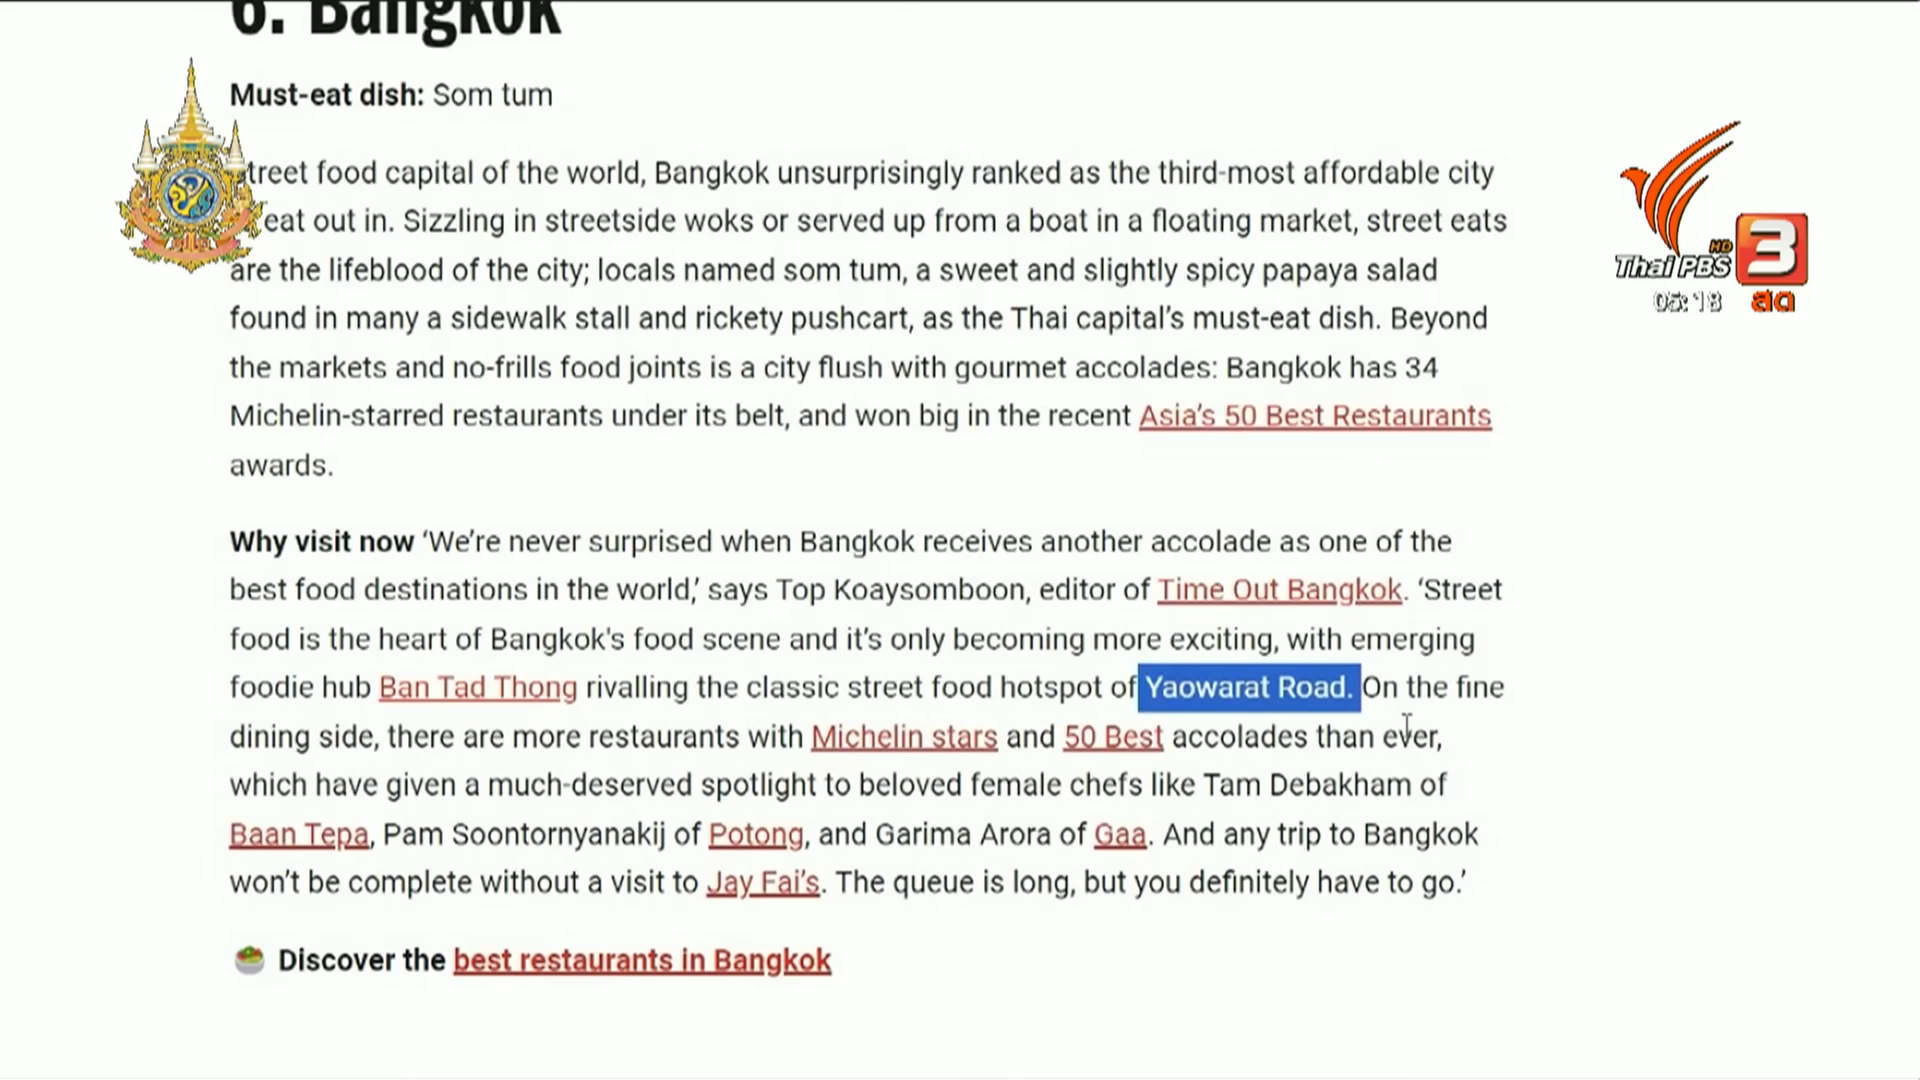 6. Bangkok
Must-eat dish: Som tum
treet food capital of the world, Bangkok unsurprisingly ranked as the third-most affordable city
eat out in. Sizzling in streetside woks or served up from a boat in a floating market, street eats
are the lifeblood of the city; locals named som tum, a sweet and slightly spicy papaya salad
found in many a sidewalk stall and rickety pushcart, as the Thai capital’s must-eat dish. Beyond
the markets and no-frills food joints is a city flush with gourmet accolades: Bangkok has 34
Michelin-starred restaurants under its belt, and won big in the recent Asia’s 50 Best Restaurants
awards.
Why visit now ‘We’re never surprised when Bangkok receives another accolade as one of the
best food destinations in the world,’ says Top Koaysomboon, editor of Time Out Bangkok. ‘Street
food is the heart of Bangkok's food scene and it’s only becoming more exciting, with emerging
foodie hub Ban Tad Thong rivalling the classic street food hotspot of Yaowarat Road. On the fine
dining side, there are more restaurants with Michelin stars and 50 Best accolades than ever,
which have given a much-deserved spotlight to beloved female chefs like Tam Debakham of
Baan Tepa, Pam Soontornyanakij of Potong, and Garima Arora of Gaa. And any trip to Bangkok
won’t be complete without a visit to Jay Fai’s. The queue is long, but you definitely have to go.’
Discover the best restaurants in Bangkok
HD
Thai PBS 3
05:18 สด